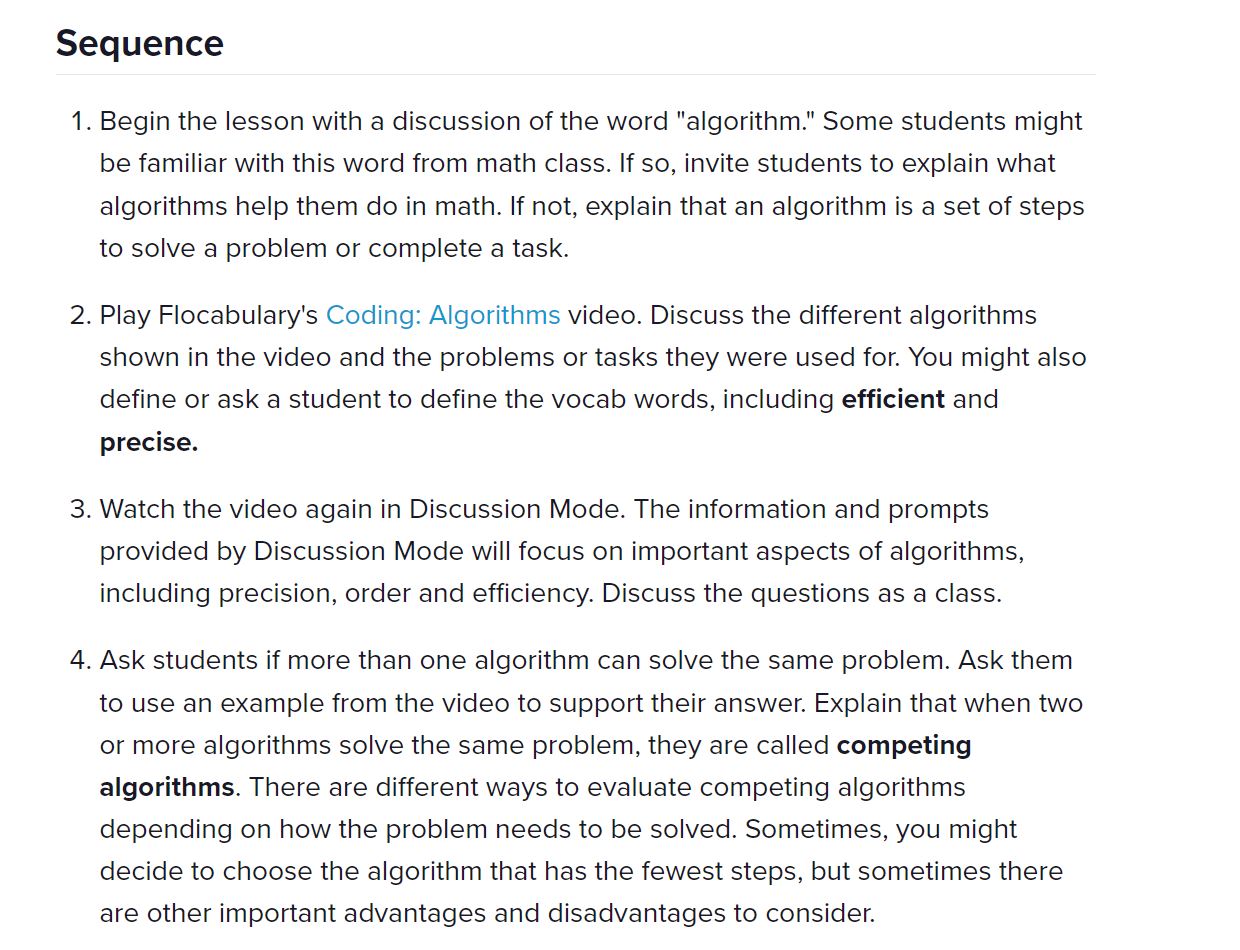 Sequence
1. Begin the lesson with a discussion of the word "algorithm." Some students might
be familiar with this word from math class. If so, invite students to explain what
algorithms help them do in math. If not, explain that an algorithm is a set of steps
to solve a problem or complete a task.
2. Play Flocabulary's Coding: Algorithms video. Discuss the different algorithms
shown in the video and the problems or tasks they were used for. You might also
define or ask a student to define the vocab words, including efficient and
precise.
3. Watch the video again in Discussion Mode. The information and prompts
provided by Discussion Mode will focus on important aspects of algorithms,
including precision, order and efficiency. Discuss the questions as a class.
4. Ask students if more than one algorithm can solve the same problem. Ask them
to use an example from the video to support their answer. Explain that when two
or more algorithms solve the same problem, they are called competing
algorithms. There are different ways to evaluate competing algorithms
depending on how the problem needs to be solved. Sometimes, you might
decide to choose the algorithm that has the fewest steps, but sometimes there
are other important advantages and disadvantages to consider.